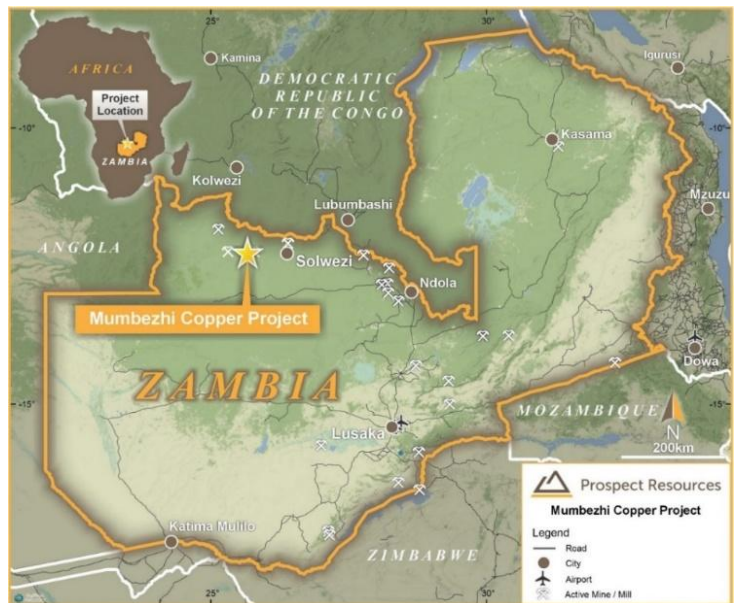 25°
30°
Kamina
Igurusi
AFRICA
DEMOCRATIC
REPUBLIC
OF THE CONGO
Project
Location
-10°
-10°
Kasama
ZAMBIA
Kolwezi
Mzuzu
Lubumbashi
ANGOLA
Solwezi
Ndola
Mumbezhi Copper Project
Dowa
ZAMBIA
-15°
-15°
MOZAMBIQUE
N
Lusaka
200km
Prospect Resources
Mumbezhi Copper Project
Legend
Katima Mulilo
Road
ZIMBABWE
City
Airport
25°
30°
Active Mine / Mill